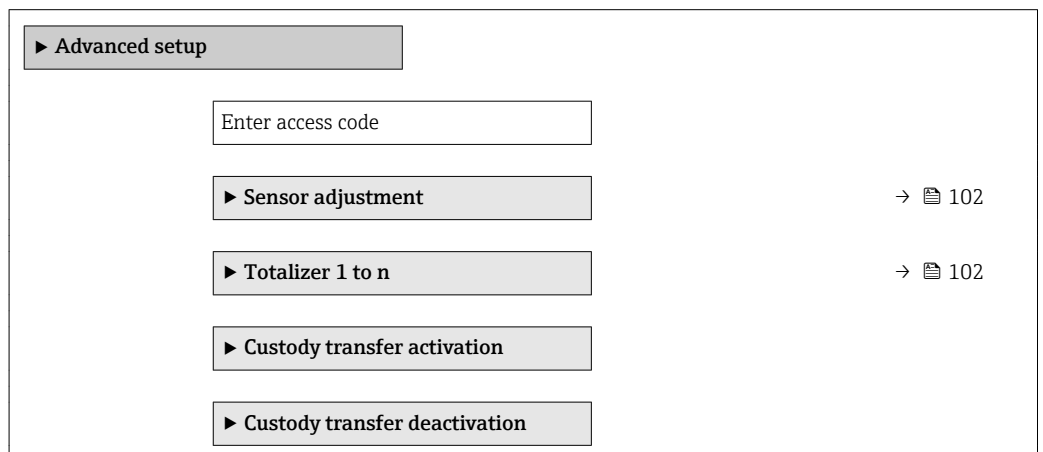 ▶ Advanced setup
Enter access code
▶ Sensor adjustment → 🖹 102
▶ Totalizer 1 to n → 🖹 102
▶ Custody transfer activation
▶ Custody transfer deactivation